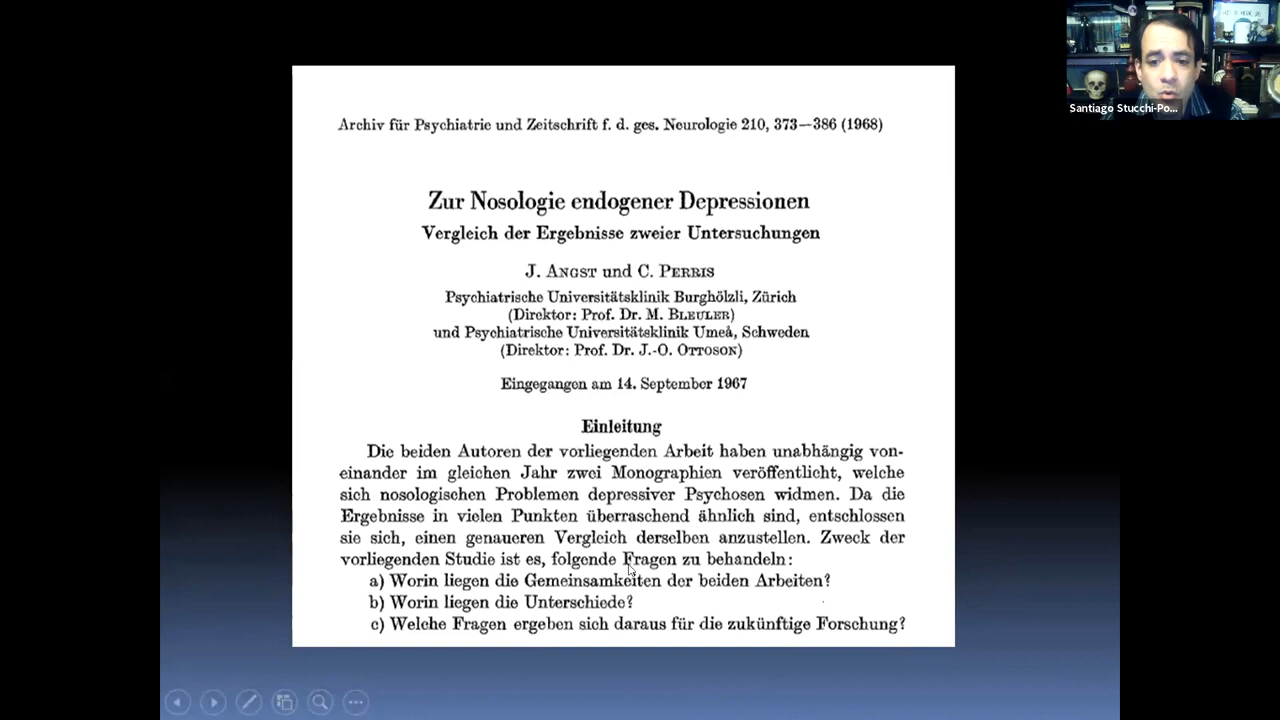 Archiv für Psychiatrie und Zeitschrift f. d. ges. Neurologie 210, 373—386 (1968)
Zur Nosologie endogener Depressionen
Vergleich der Ergebnisse zweier Untersuchungen
J. ANGST und C. PERRIS
Psychiatrische Universitätsklinik Burghölzli, Zürich
(Direktor: Prof. Dr. M. BLEULER)
und Psychiatrische Universitätsklinik Umeå, Schweden
(Direktor: Prof. Dr. J.-O. OTTOSON)
Eingegangen am 14. September 1967
Einleitung
Die beiden Autoren der vorliegenden Arbeit haben unabhängig von-
einander im gleichen Jahr zwei Monographien veröffentlicht, welche
sich nosologischen Problemen depressiver Psychosen widmen. Da die
Ergebnisse in vielen Punkten überraschend ähnlich sind, entschlossen
sie sich, einen genaueren Vergleich derselben anzustellen. Zweck der
vorliegenden Studie ist es, folgende Fragen zu behandeln:
a) Worin liegen die Gemeinsamkeiten der beiden Arbeiten?
b) Worin liegen die Unterschiede?
c) Welche Fragen ergeben sich daraus für die zukünftige Forschung?
Santiago Stucchi-Po...